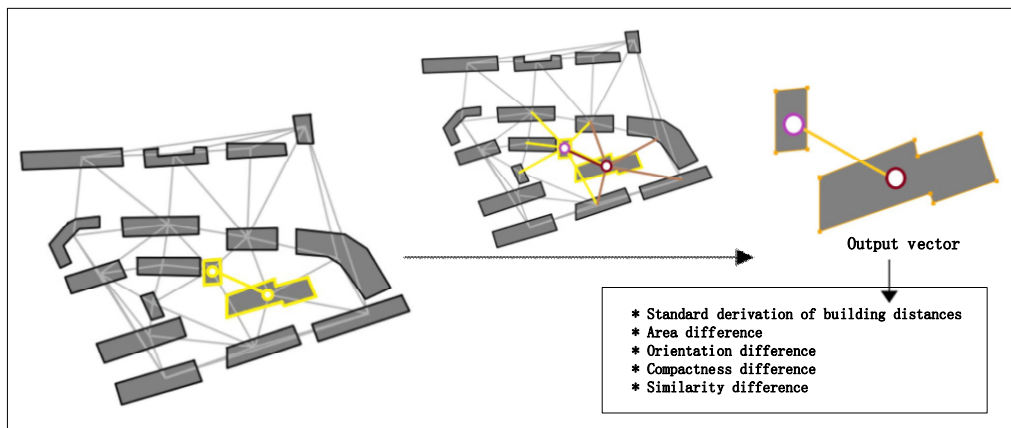 Output vector
* Standard derivation of building distances
* Area difference
* Orientation difference
* Compactness difference
* Similarity difference